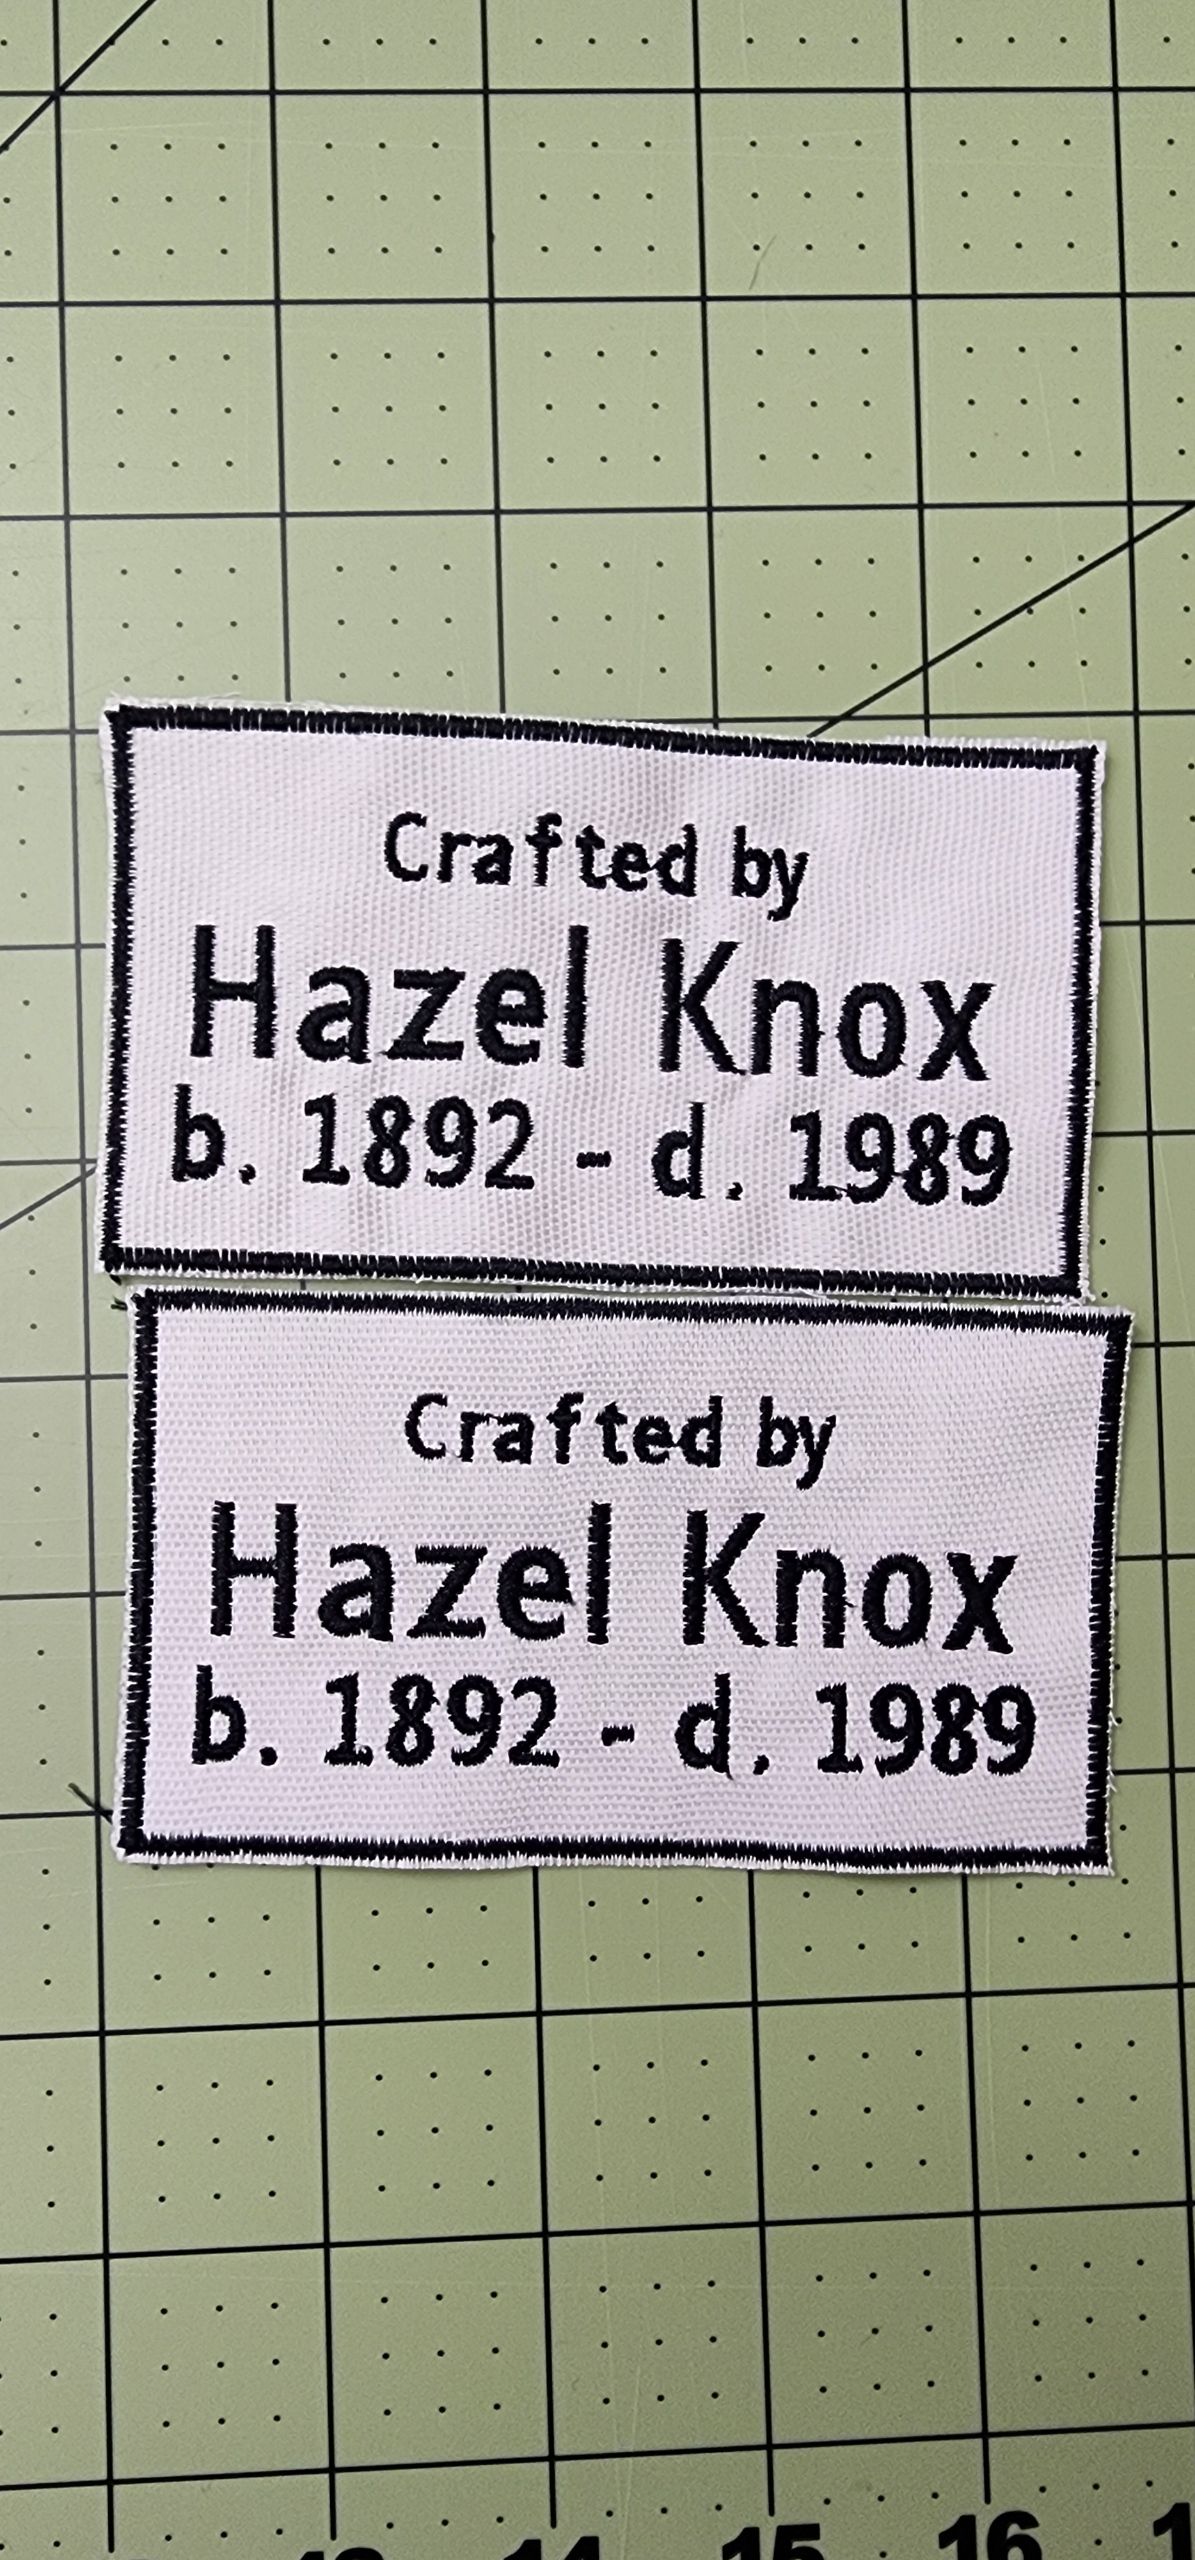 Crafted by
Hazel Knox
b. 1892 - d. 1989
Crafted by
Hazel Knox
b. 1892 - d. 1989
14 15 16